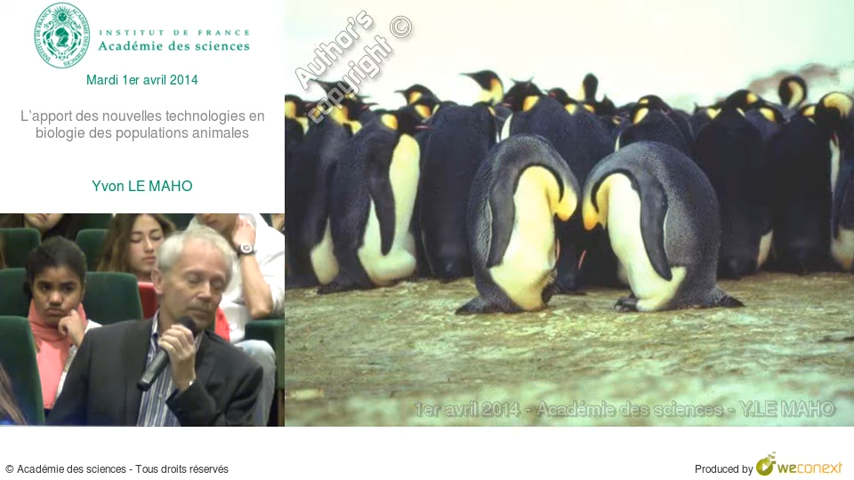 INSTITUT DE FRANCE
Académie des sciences
Mardi 1er avril 2014
L'apport des nouvelles technologies en
biologie des populations animales
Yvon LE MAHO
Author's
copyright ©
1er avril 2014 - Académie des sciences - Y.LE MAHO
© Académie des sciences - Tous droits réservés
Produced by weconext